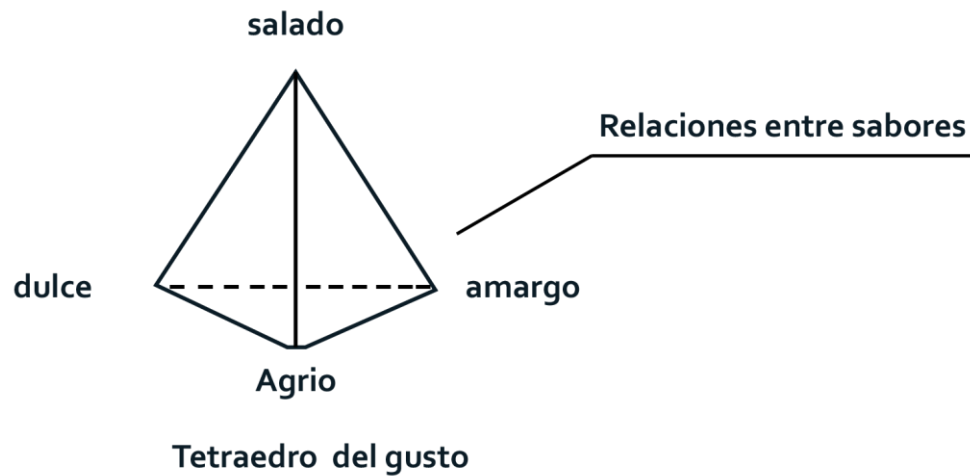 salado
Relaciones entre sabores
dulce
amargo
Agrio
Tetraedro del gusto